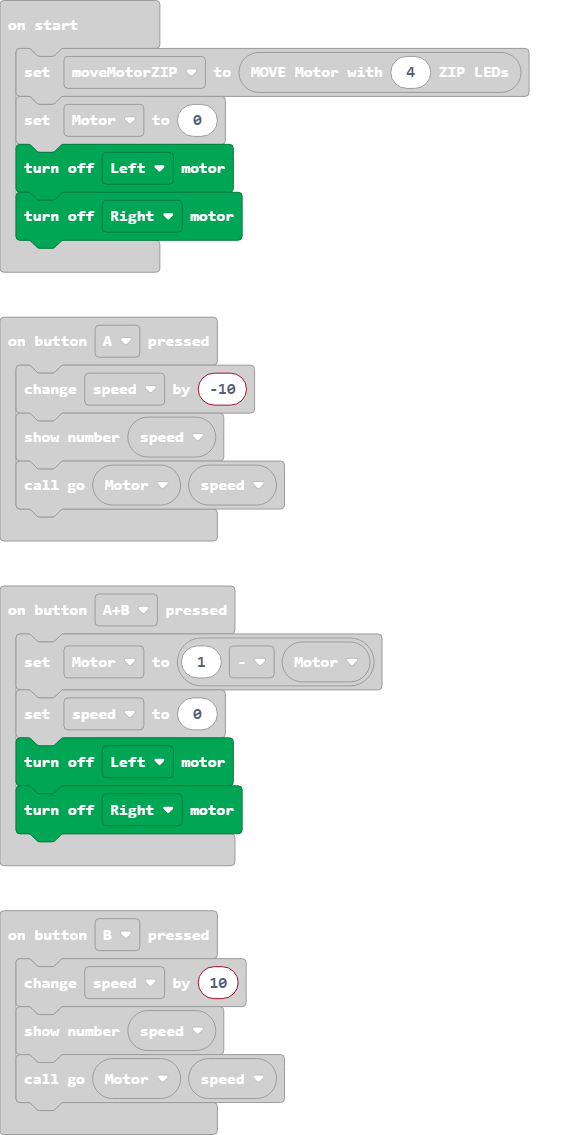 on start
set moveMotorZIP to MOVE Motor with 4 ZIP LEDs
set Motor to 0
turn off Left motor
turn off Right motor
on button A pressed
change speed by -10
show number speed
call go Motor speed
on button A+B pressed
set Motor to 1 - Motor
set speed to 0
turn off Left motor
turn off Right motor
on button B pressed
change speed by 10
show number speed
call go Motor speed